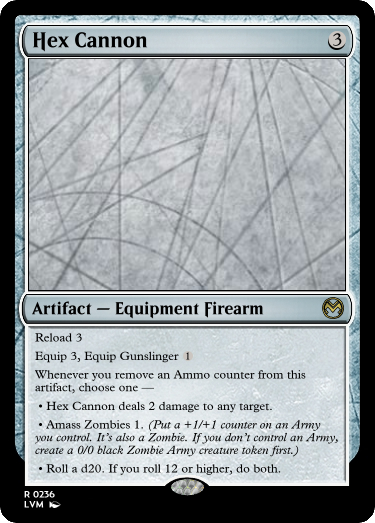 Hex Cannon 3
Artifact — Equipment Firearm
Reload 3
Equip 3, Equip Gunslinger 1
Whenever you remove an Ammo counter from this
artifact, choose one —
• Hex Cannon deals 2 damage to any target.
• Amass Zombies 1. (Put a +1/+1 counter on an Army
you control. It's also a Zombie. If you don't control an Army,
create a 0/0 black Zombie Army creature token first.)
• Roll a d20. If you roll 12 or higher, do both.
R 0236
LVM